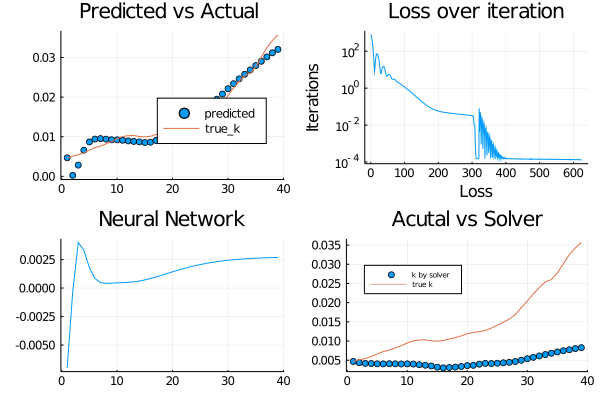 Predicted vs Actual
0.03
0.02
0.01
0.00
0 10 20 30 40
predicted
true_k
Loss over iteration
Iterations
10^2
10^0
10^-2
10^-4
0 100 200 300 400 500 600
Loss
Neural Network
0.0025
0.0000
-0.0025
-0.0050
0 10 20 30 40
Acutal vs Solver
0.035
0.030
0.025
0.020
0.015
0.010
0.005
0 10 20 30 40
k by solver
true k